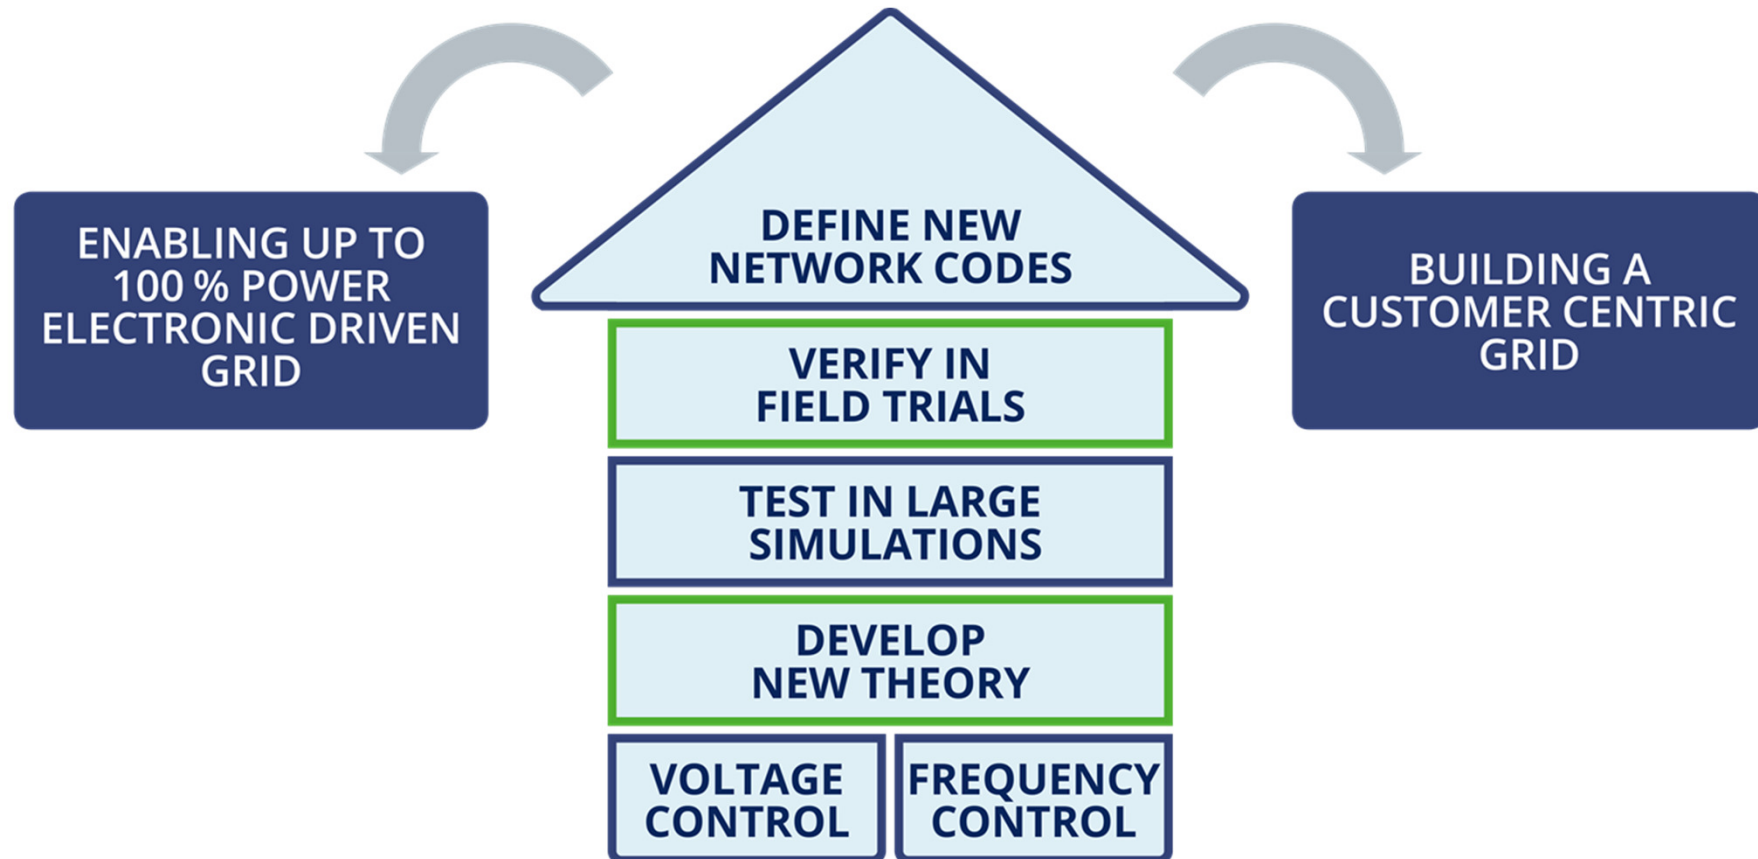 ENABLING UP TO
100 % POWER
ELECTRONIC DRIVEN
GRID
DEFINE NEW
NETWORK CODES
BUILDING A
CUSTOMER CENTRIC
GRID
VERIFY IN
FIELD TRIALS
TEST IN LARGE
SIMULATIONS
DEVELOP
NEW THEORY
VOLTAGE
CONTROL
FREQUENCY
CONTROL